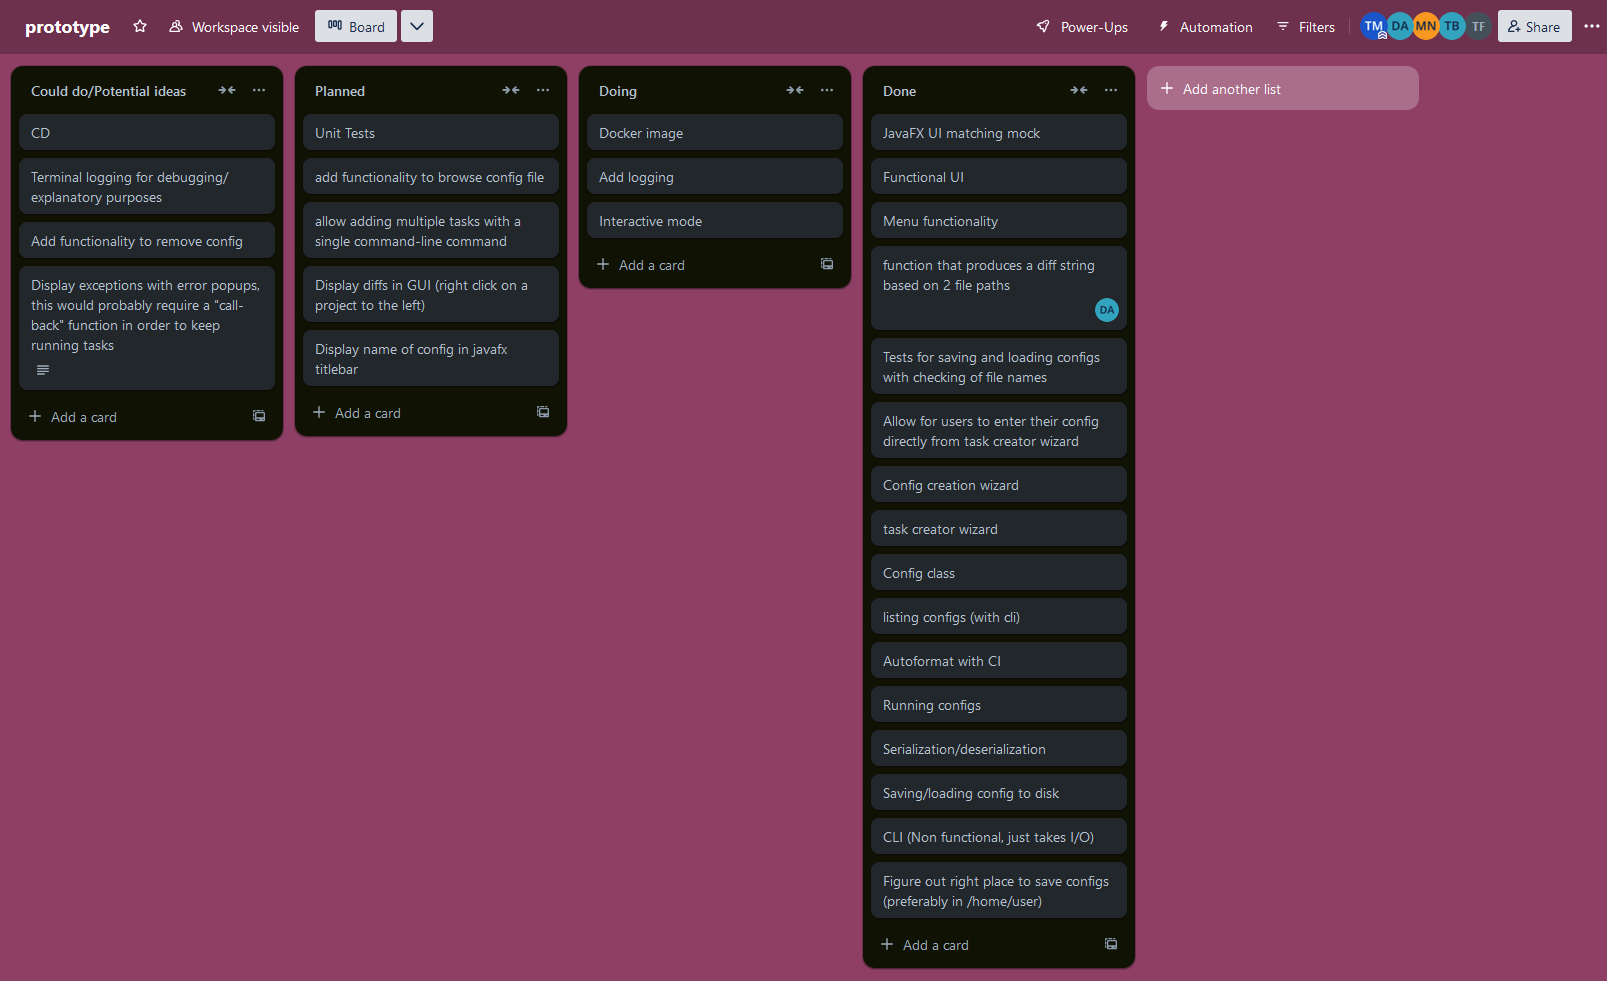 prototype
Workspace visible
Board
Power-Ups
Automation
Filters
TM
DA
MN
TB
TF
Share
Could do/Potential ideas
CD
Terminal logging for debugging/
explanatory purposes
Add functionality to remove config
Display exceptions with error popups,
this would probably require a "call-
back" function in order to keep
running tasks
Add a card
Planned
Unit Tests
add functionality to browse config file
allow adding multiple tasks with a
single command-line command
Display diffs in GUI (right click on a
project to the left)
Display name of config in javafx
titlebar
Add a card
Doing
Docker image
Add logging
Interactive mode
Add a card
Done
JavaFX UI matching mock
Functional UI
Menu functionality
function that produces a diff string
based on 2 file paths
DA
Tests for saving and loading configs
with checking of file names
Allow for users to enter their config
directly from task creator wizard
Config creation wizard
task creator wizard
Config class
listing configs (with cli)
Autoformat with CI
Running configs
Serialization/deserialization
Saving/loading config to disk
CLI (Non functional, just takes I/O)
Figure out right place to save configs
(preferably in /home/user)
Add a card
Add another list